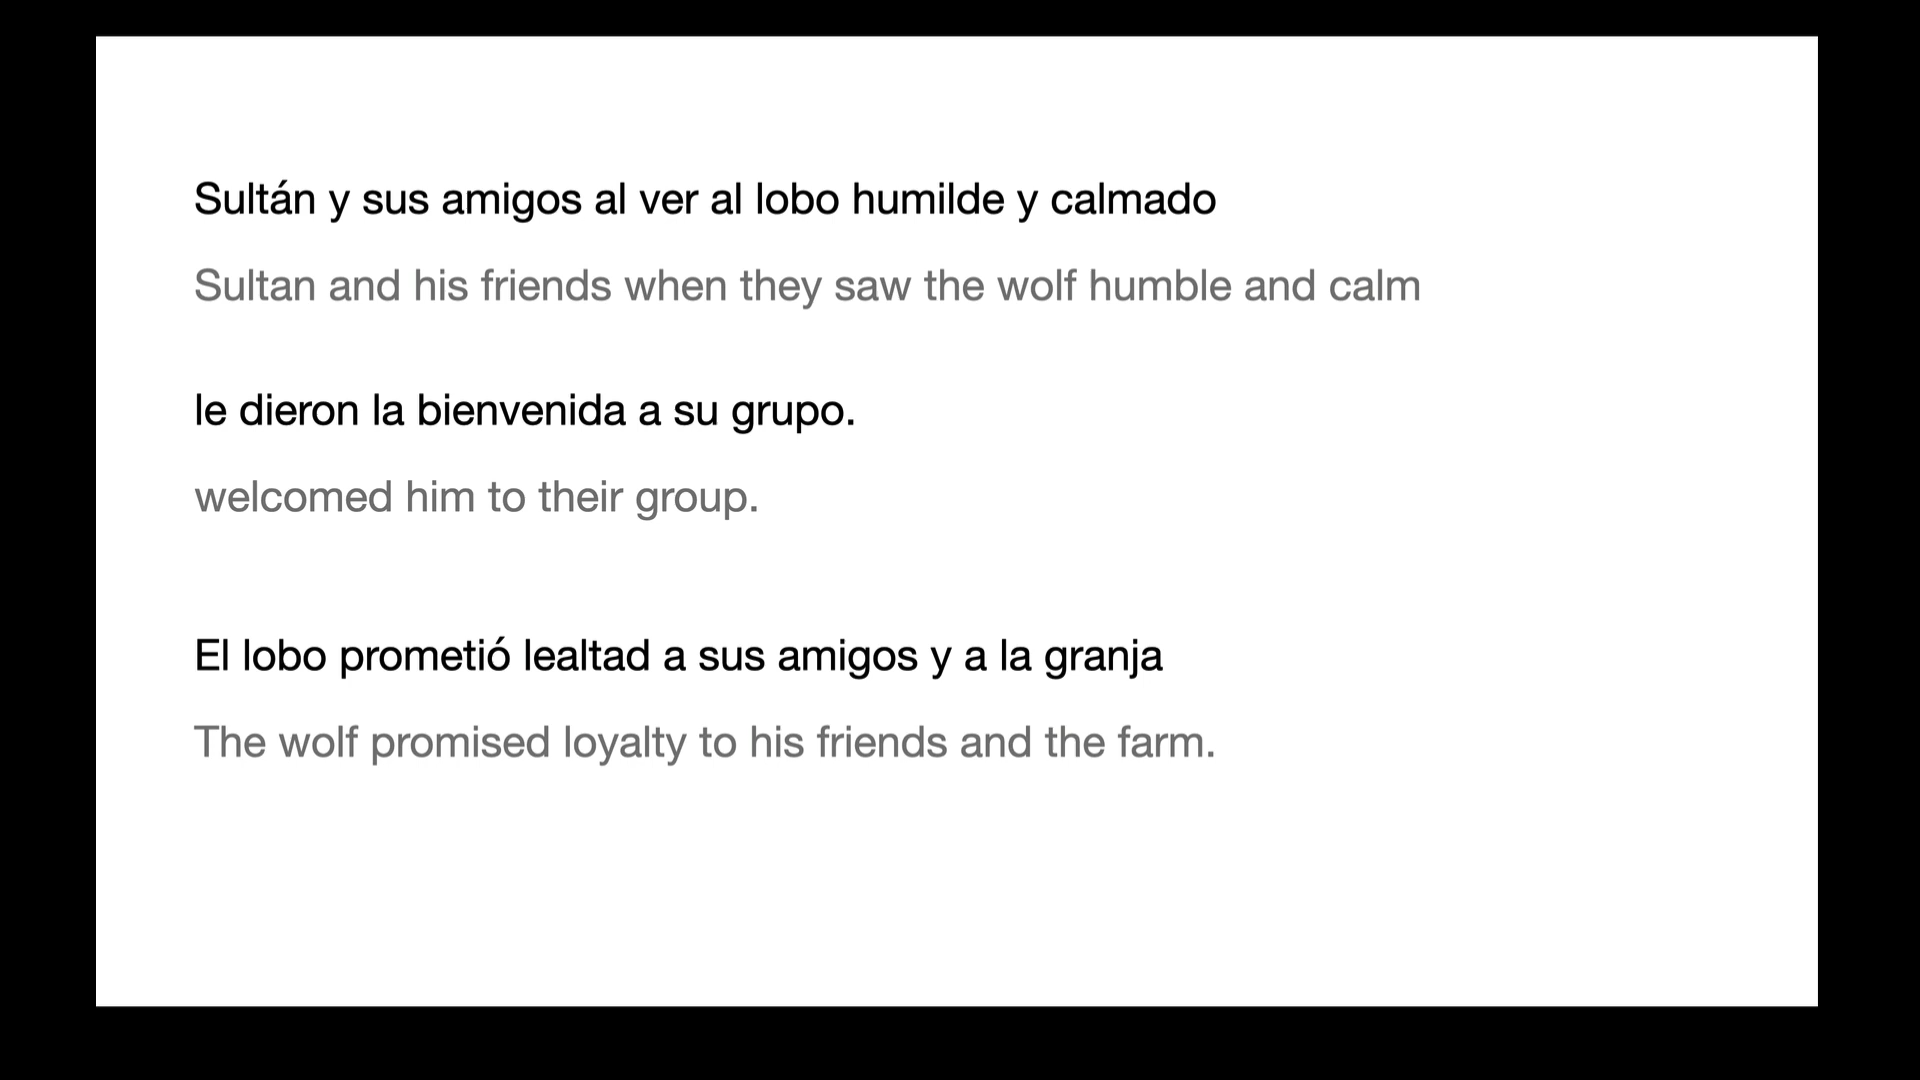 Sultán y sus amigos al ver al lobo humilde y calmado
Sultan and his friends when they saw the wolf humble and calm
le dieron la bienvenida a su grupo.
welcomed him to their group.
El lobo prometió lealtad a sus amigos y a la granja
The wolf promised loyalty to his friends and the farm.